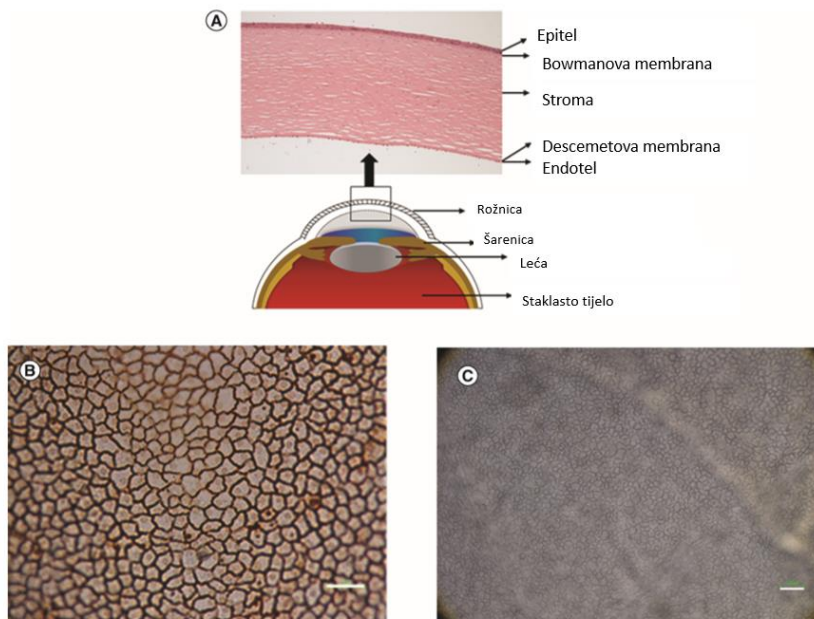 A
Epitel
Bowmanova membrana
Stroma
Descemetova membrana
Endotel
Rožnica
Šarenica
Leća
Staklasto tijelo
B
C